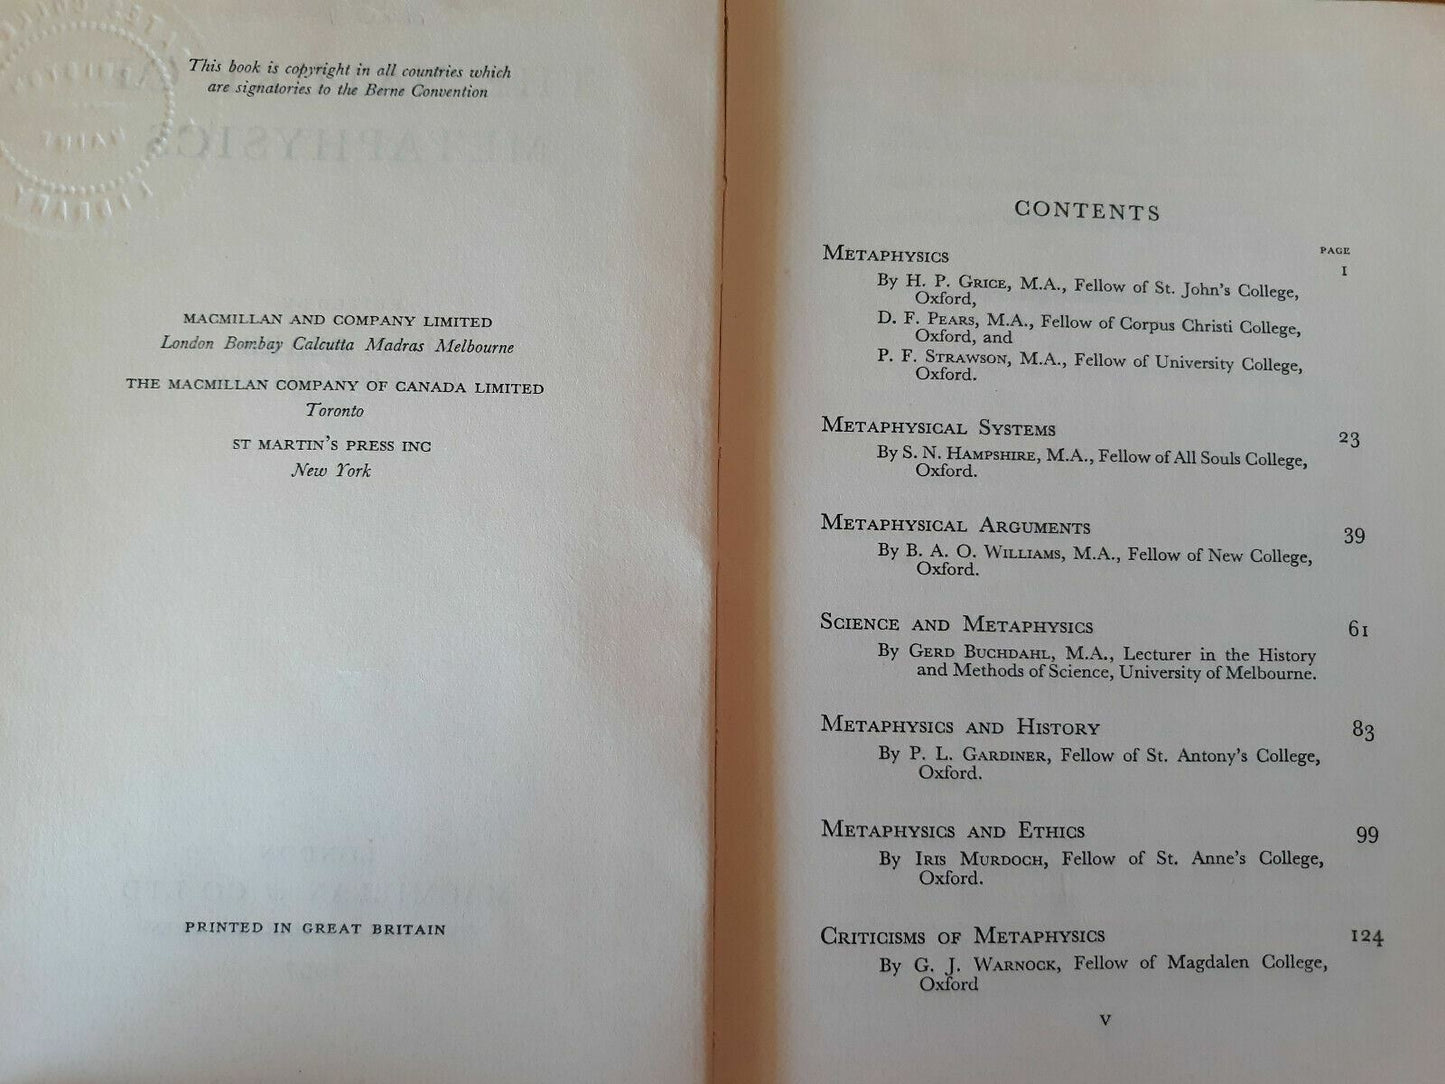 This book is copyright in all countries which
are signatories to the Berne Convention
METAPHYSICS
MACMILLAN AND COMPANY LIMITED
London Bombay Calcutta Madras Melbourne
THE MACMILLAN COMPANY OF CANADA LIMITED
Toronto
ST MARTIN'S PRESS INC
New York
PRINTED IN GREAT BRITAIN
CONTENTS
PAGE
METAPHYSICS 1
By H. P. GRICE, M.A., Fellow of St. John's College,
Oxford,
D. F. PEARS, M.A., Fellow of Corpus Christi College,
Oxford, and
P. F. STRAWSON, M.A., Fellow of University College,
Oxford.
METAPHYSICAL SYSTEMS 23
By S. N. HAMPSHIRE, M.A., Fellow of All Souls College,
Oxford.
METAPHYSICAL ARGUMENTS 39
By B. A. O. WILLIAMS, M.A., Fellow of New College,
Oxford.
SCIENCE AND METAPHYSICS 61
By GERD BUCHDAHL, M.A., Lecturer in the History
and Methods of Science, University of Melbourne.
METAPHYSICS AND HISTORY 83
By P. L. GARDINER, Fellow of St. Antony's College,
Oxford.
METAPHYSICS AND ETHICS 99
By IRIS MURDOCH, Fellow of St. Anne's College,
Oxford.
CRITICISMS OF METAPHYSICS 124
By G. J. WARNOCK, Fellow of Magdalen College,
Oxford
V